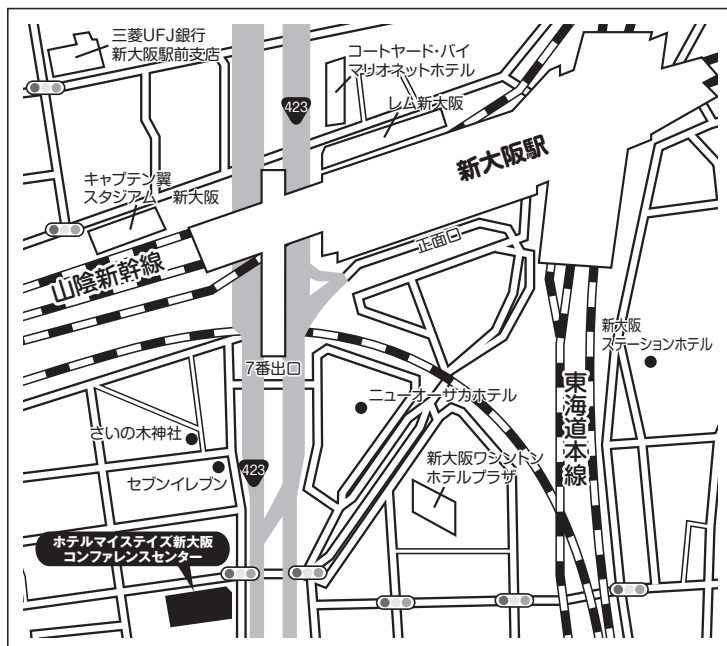 三菱UFJ銀行
新大阪駅前支店
コートヤード・バイ
マリオネットホテル
423
レム新大阪
新大阪駅
キャプテン翼
スタジアム 新大阪
正面口
山陰新幹線
新大阪
ステーションホテル
7番出口
ニューオーサカホテル
東海道本線
さいの木神社
新大阪ワシントン
ホテルプラザ
セブンイレブン
423
ホテルマイステイズ新大阪
コンファレンスセンター